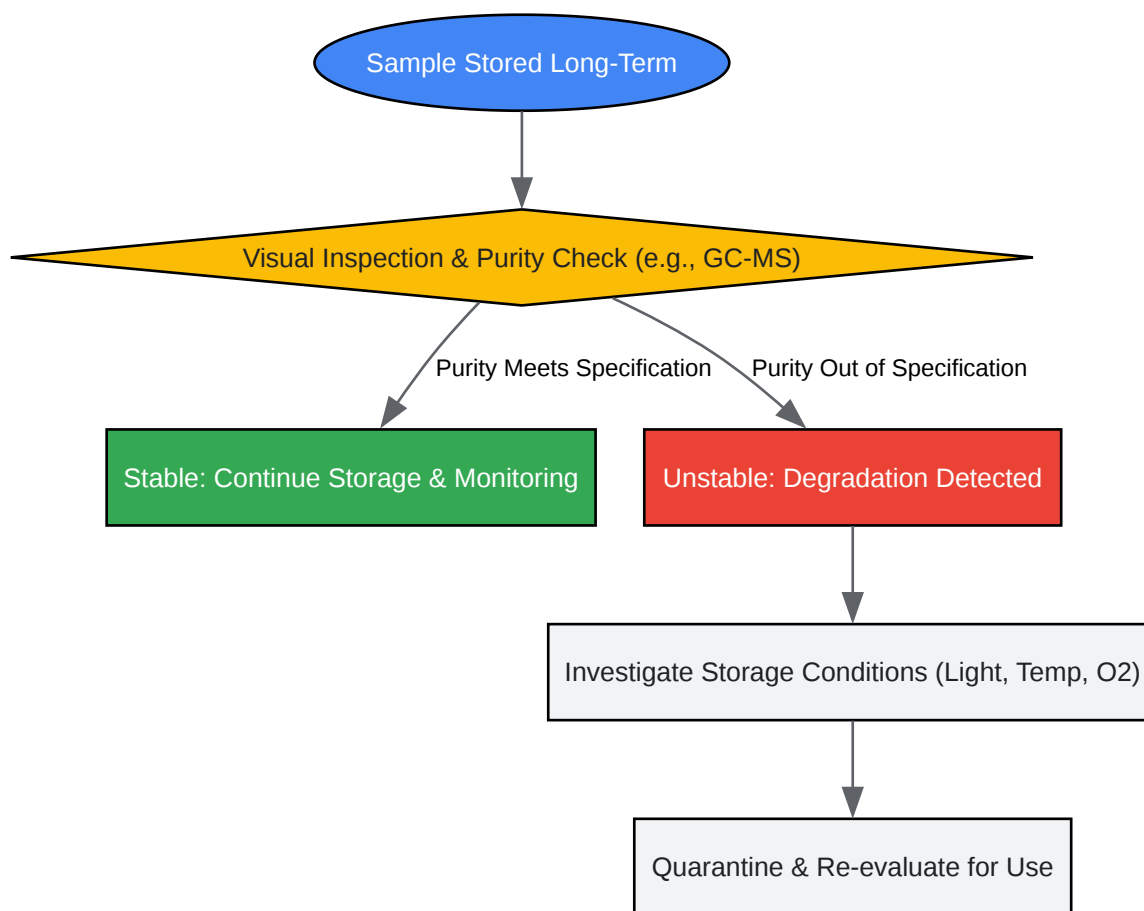 Sample Stored Long-Term
Visual Inspection & Purity Check (e.g., GC-MS)
Purity Meets Specification
Purity Out of Specification
Stable: Continue Storage & Monitoring
Unstable: Degradation Detected
Investigate Storage Conditions (Light, Temp, O2)
Quarantine & Re-evaluate for Use